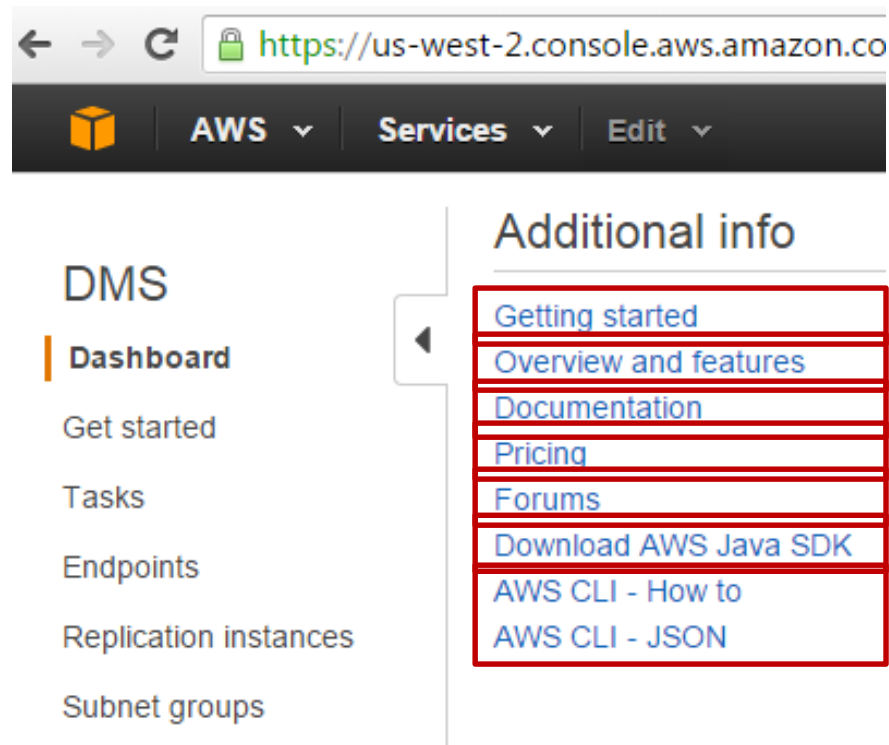 https://us-west-2.console.aws.amazon.co
AWS Services Edit
DMS
Dashboard
Get started
Tasks
Endpoints
Replication instances
Subnet groups
Additional info
Getting started
Overview and features
Documentation
Pricing
Forums
Download AWS Java SDK
AWS CLI - How to
AWS CLI - JSON